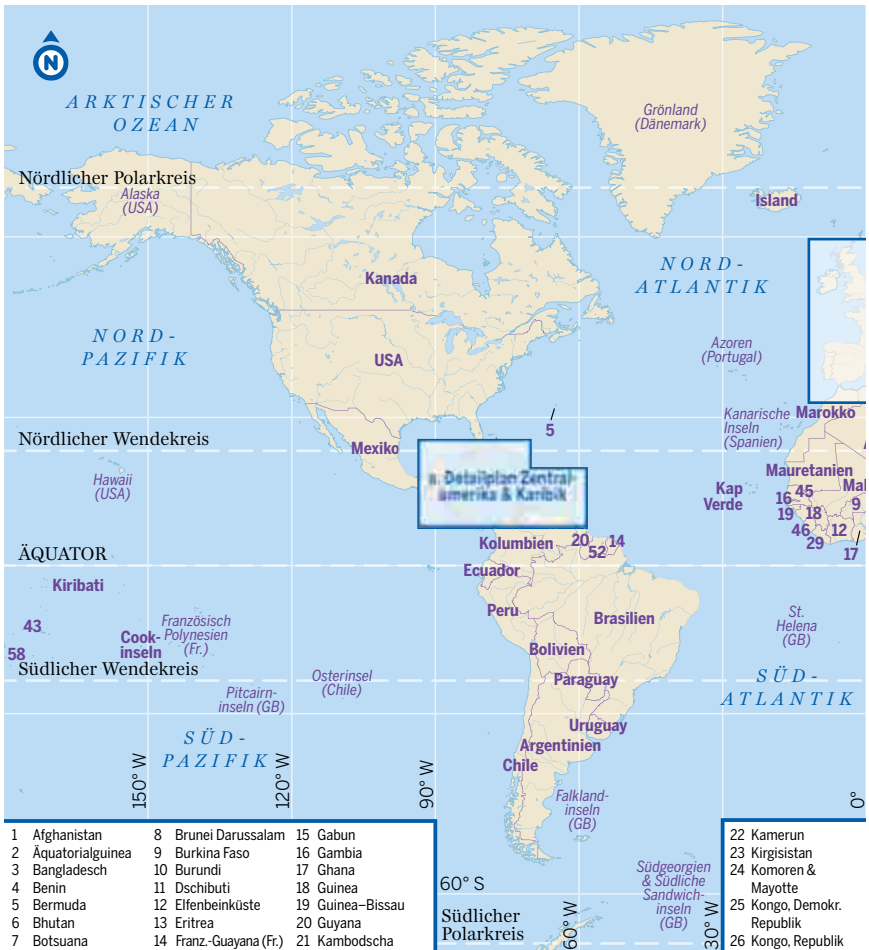 N
ARKTISCHER
OZEAN
Grönland
(Dänemark)
Nördlicher Polarkreis
Alaska
(USA)
Island
Kanada
NORD-
ATLANTIK
NORD-
PAZIFIK
USA
Azoren
(Portugal)
5
Kanarische
Inseln
(Spanien)
Marokko
Nördlicher Wendekreis
Mexiko
Hawaii
(USA)
s. Detailplan Zentral-
amerika & Karibik
Mauretanien
Kap
Verde
16 45
19 18
9
46 12
29
17
Kolumbien
20 14
52
ÄQUATOR
Ecuador
Kiribati
Peru
Brasilien
43
Cook-
inseln
Französisch
Polynesien
(Fr.)
St.
Helena
(GB)
58
Bolivien
Südlicher Wendekreis
Osterinsel
(Chile)
Paraguay
Pitcairn-
inseln (GB)
SÜD-
ATLANTIK
Uruguay
SÜD-
PAZIFIK
Argentinien
Chile
150° W
120° W
90° W
0°
Falkland-
inseln
(GB)
1 Afghanistan
2 Äquatorialguinea
3 Bangladesch
4 Benin
5 Bermuda
6 Bhutan
7 Botsuana
8 Brunei Darussalam
9 Burkina Faso
10 Burundi
11 Dschibuti
12 Elfenbeinküste
13 Eritrea
14 Franz.-Guayana (Fr.)
15 Gabun
16 Gambia
17 Ghana
18 Guinea
19 Guinea–Bissau
20 Guyana
21 Kambodscha
60° S
Südlicher
Polarkreis
60° W
Südgeorgien
& Südliche
Sandwich-
inseln
(GB)
30° W
22 Kamerun
23 Kirgisistan
24 Komoren &
Mayotte
25 Kongo, Demokr.
Republik
26 Kongo, Republik